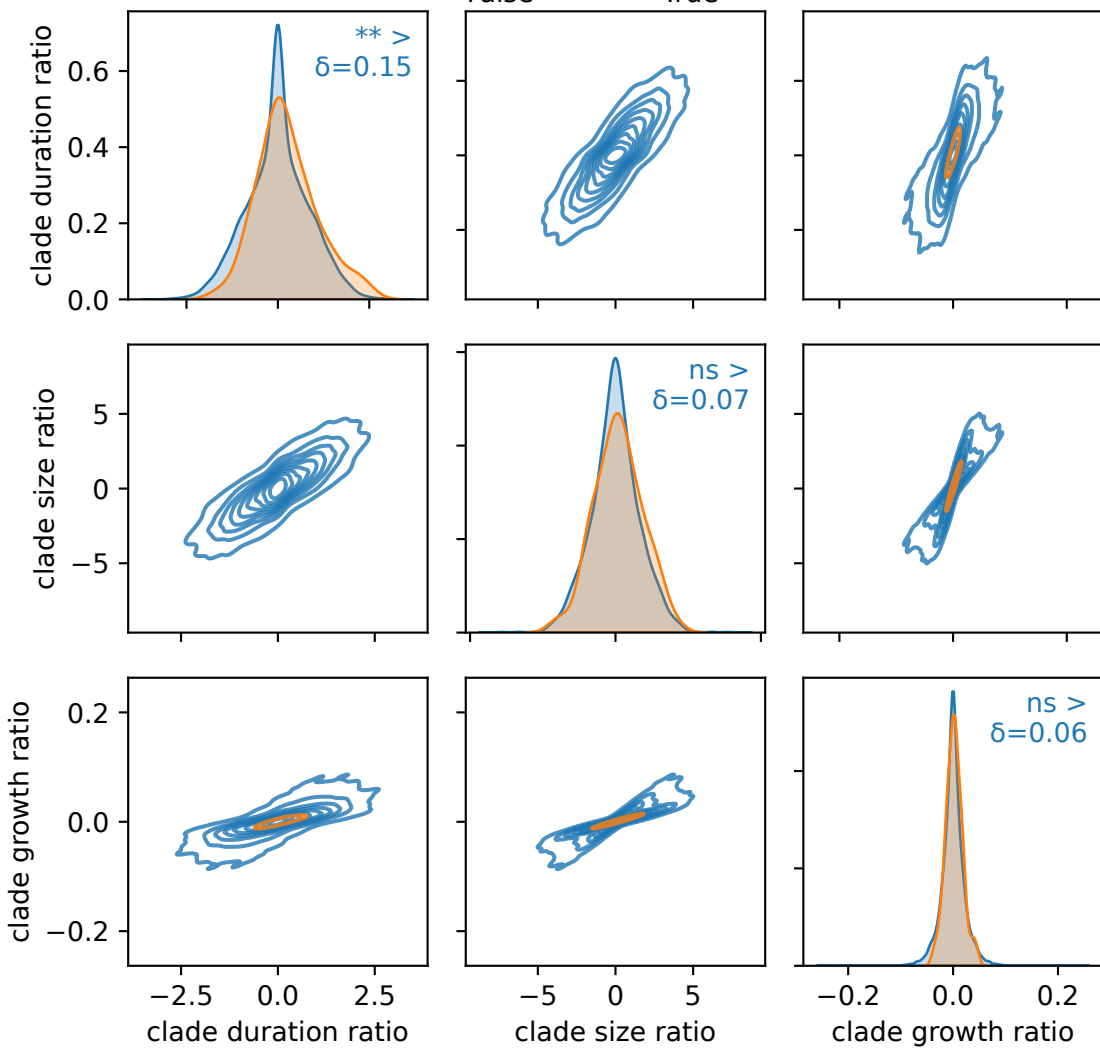 ** >
δ=0.15
clade duration ratio
0.6
0.4
0.2
0.0
ns >
δ=0.07
clade size ratio
5
0
−5
ns >
δ=0.06
clade growth ratio
0.2
0.0
−0.2
−2.5 0.0 2.5
−5 0 5
−0.2 0.0 0.2
clade duration ratio
clade size ratio
clade growth ratio